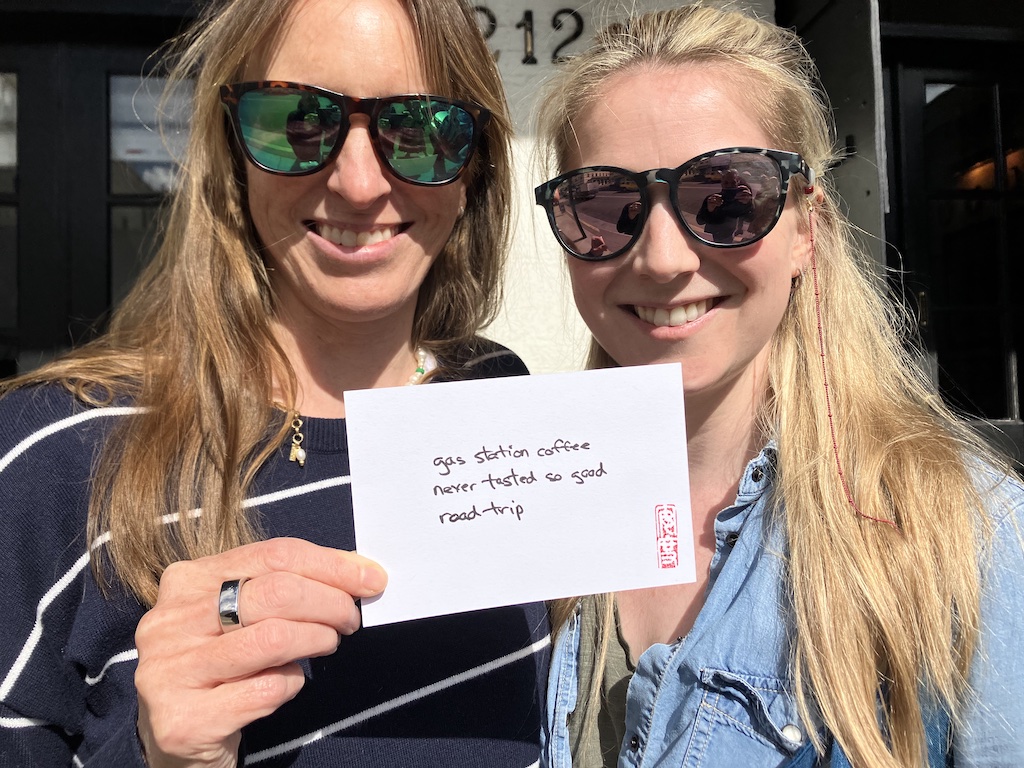 212
gas station coffee
never tasted so good
road-trip